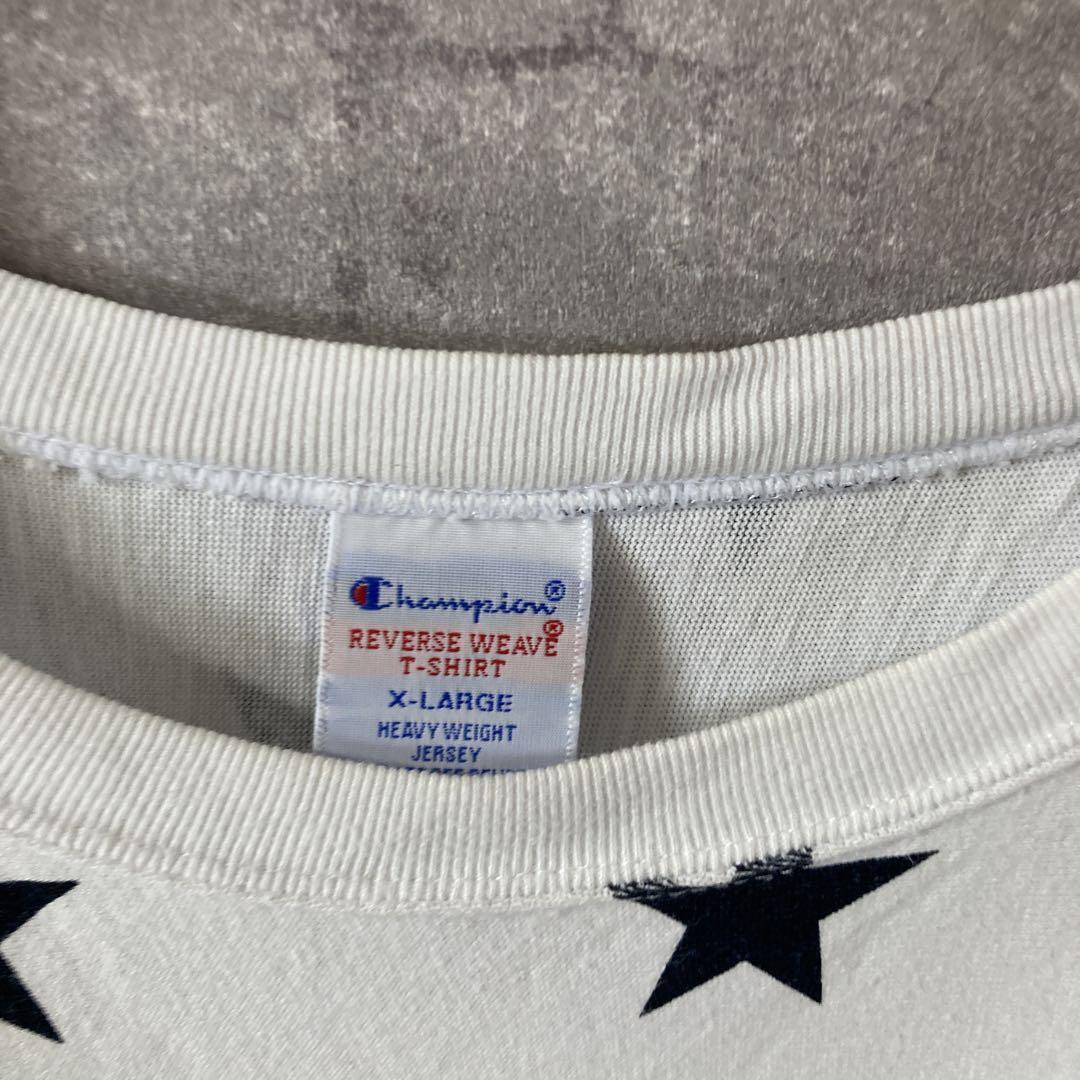 Champion®
REVERSE WEAVE®
T-SHIRT
X-LARGE
HEAVY WEIGHT
JERSEY